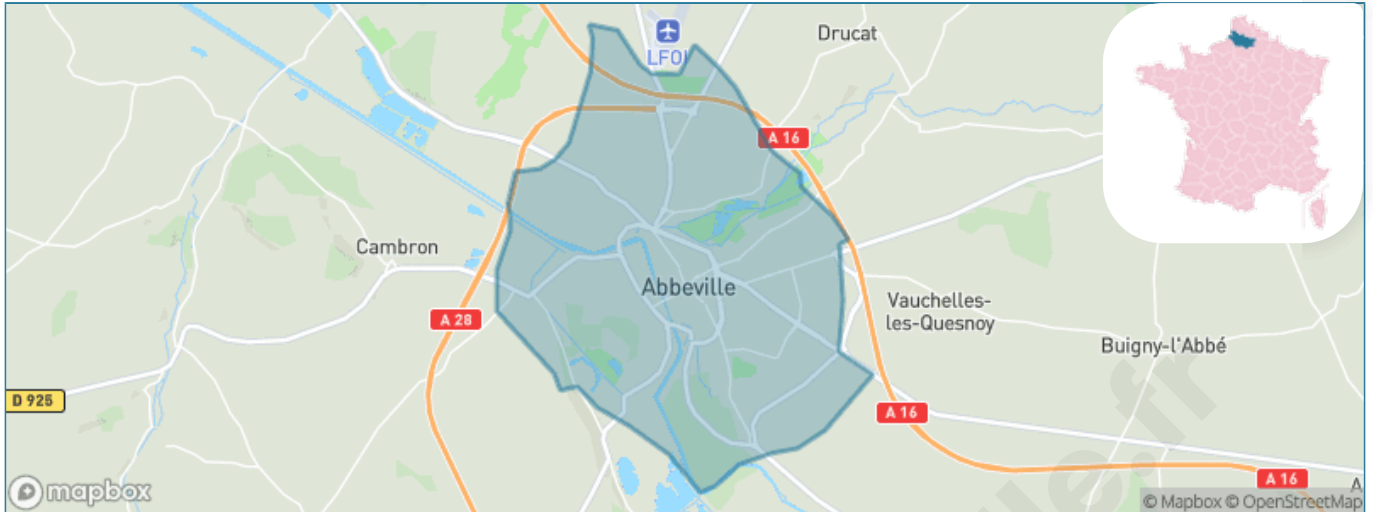 Drucat
LFOI
A 16
Cambron
Abbeville
Vauchelles-
les-Quesnoy
A 28
Buigny-l'Abbé
D 925
A 16
A 16
A
mapbox
© Mapbox © OpenStreetMap